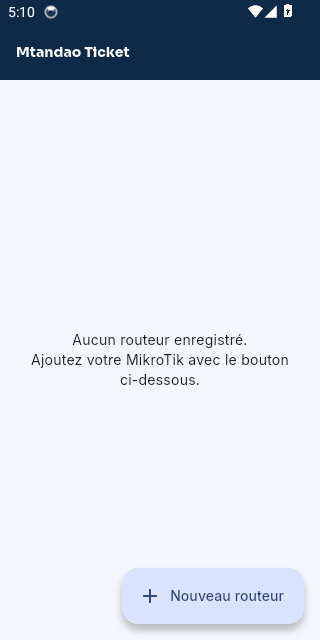 5:10
Mtandao Ticket
Aucun routeur enregistré.
Ajoutez votre MikroTik avec le bouton
ci-dessous.
Nouveau routeur